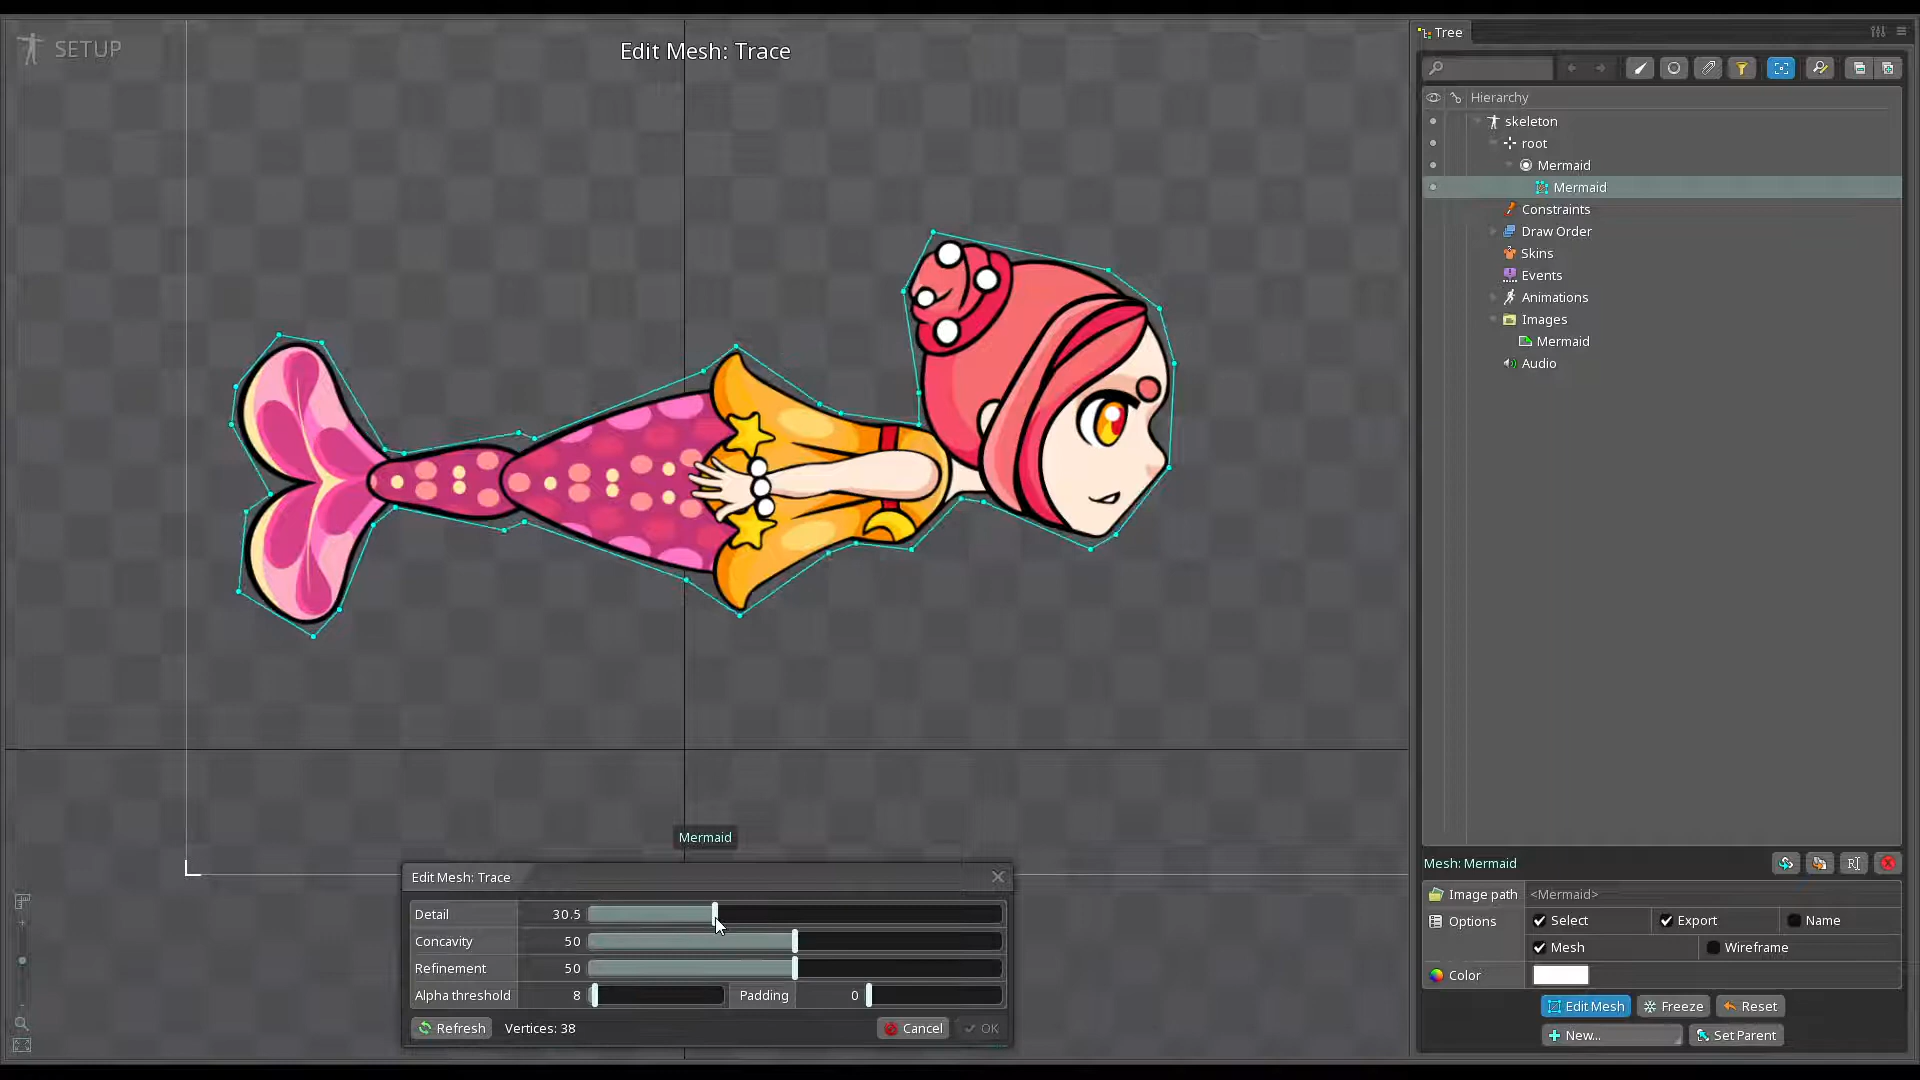 SETUP
Edit Mesh: Trace
Tree
Hierarchy
skeleton
root
Mermaid
Mermaid
Constraints
Draw Order
Skins
Events
Animations
Images
Mermaid
Audio
Mermaid
Edit Mesh: Trace
Detail 30.5
Concavity 50
Refinement 50
Alpha threshold 8 Padding 0
Refresh Vertices: 38 Cancel OK
Mesh: Mermaid
Image path <Mermaid>
Options Select Export Name
Mesh Wireframe
Color
Edit Mesh Freeze Reset
New... Set Parent